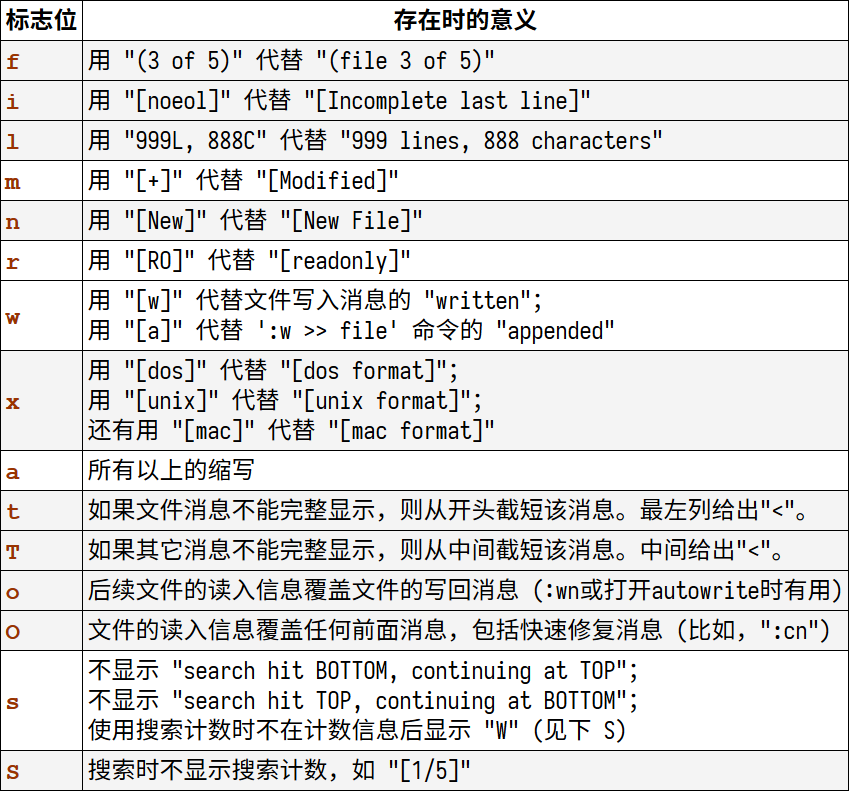 标志位 存在时的意义
f 用 "(3 of 5)" 代替 "(file 3 of 5)"
i 用 "[noeol]" 代替 "[Incomplete last line]"
l 用 "999L, 888C" 代替 "999 lines, 888 characters"
m 用 "[+]" 代替 "[Modified]"
n 用 "[New]" 代替 "[New File]"
r 用 "[RO]" 代替 "[readonly]"
w 用 "[w]" 代替文件写入消息的 "written"；
用 "[a]" 代替 ':w >> file' 命令的 "appended"
x 用 "[dos]" 代替 "[dos format]"；
用 "[unix]" 代替 "[unix format]"；
还有用 "[mac]" 代替 "[mac format]"
a 所有以上的缩写
t 如果文件消息不能完整显示，则从开头截短该消息。最左列给出"<"。
T 如果其它消息不能完整显示，则从中间截短该消息。中间给出"<"。
o 后续文件的读入信息覆盖文件的写回消息（:wn或打开autowrite时有用）
O 文件的读入信息覆盖任何前面消息，包括快速修复消息（比如，":cn"）
s 不显示 "search hit BOTTOM, continuing at TOP"；
不显示 "search hit TOP, continuing at BOTTOM"；
使用搜索计数时不在计数信息后显示 "W"（见下 S）
S 搜索时不显示搜索计数，如 "[1/5]"